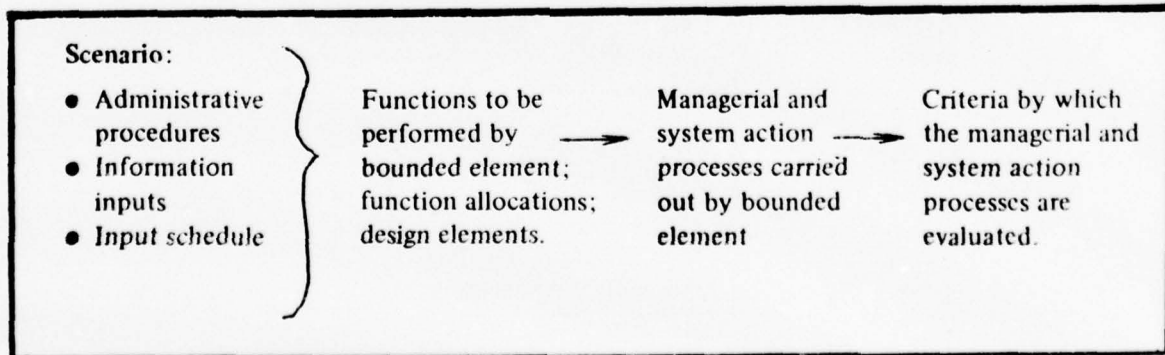 Scenario:
● Administrative
procedures
● Information
inputs
● Input schedule
Functions to be
performed by
bounded element;
function allocations;
design elements.
Managerial and
system action
processes carried
out by bounded
element
Criteria by which
the managerial and
system action
processes are
evaluated.